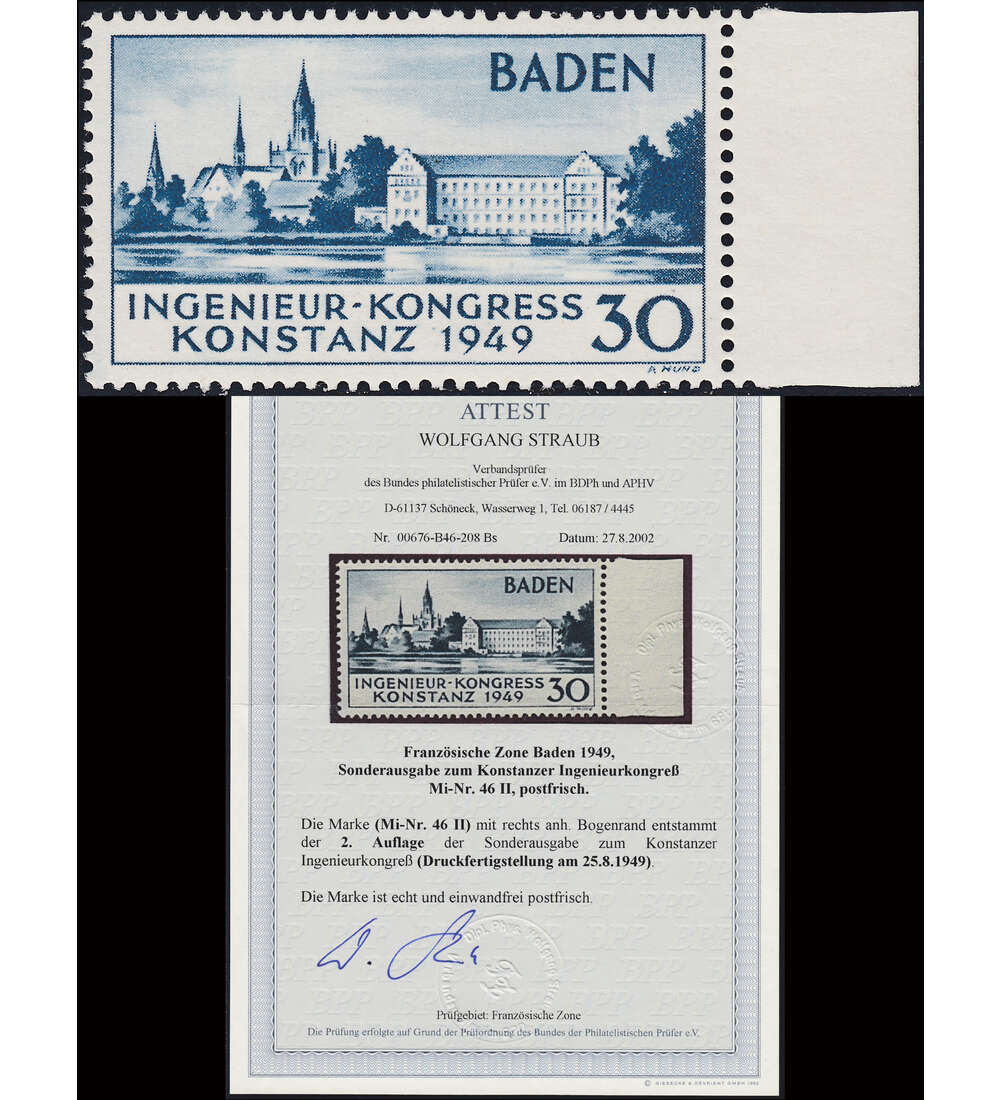 BADEN
INGENIEUR-KONGRESS
KONSTANZ 1949
30
ATTEST
WOLFGANG STRAUB
Verbandsprüfer
des Bundes philatelistischer Prüfer e.V. im BDPh und APHV
D-61137 Schöneck, Wasserweg 1, Tel. 06187 / 4445
Nr. 00676-B46-208 Bs Datum: 27.8.2002
BADEN
INGENIEUR-KONGRESS
KONSTANZ 1949
30
Französische Zone Baden 1949,
Sonderausgabe zum Konstanzer Ingenieurkongreß
Mi-Nr. 46 II, postfrisch.
Die Marke (Mi-Nr. 46 II) mit rechts anh. Bogenrand entstammt
der 2. Auflage der Sonderausgabe zum Konstanzer
Ingenieurkongreß (Druckfertigstellung am 25.8.1949).
Die Marke ist echt und einwandfrei postfrisch.
Prüfgebiet: Französische Zone
Die Prüfung erfolgte auf Grund der Prüfordnung des Bundes der Philatelistischen Prüfer e.V.
© GIESECKE & DEVRIENT GMBH 1992